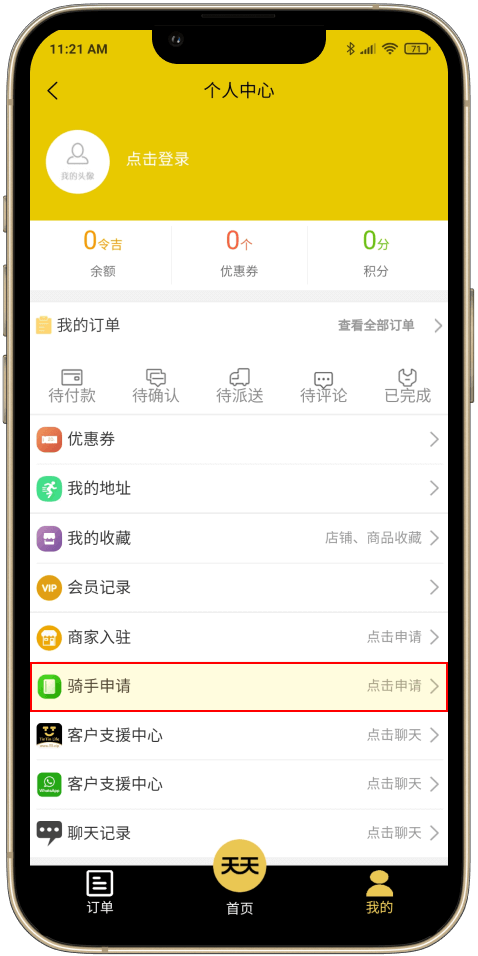 11:21 AM 71
个人中心
我的头像
点击登录
0令吉 0个 0分
余额 优惠券 积分
我的订单 查看全部订单
待付款 待确认 待派送 待评论 已完成
优惠券
我的地址
我的收藏 店铺、商品收藏
VIP 会员记录
商家入驻 点击申请
骑手申请 点击申请
客户支援中心 点击聊天
WhatsApp 客户支援中心 点击聊天
聊天记录 点击聊天
天天
订单 首页 我的